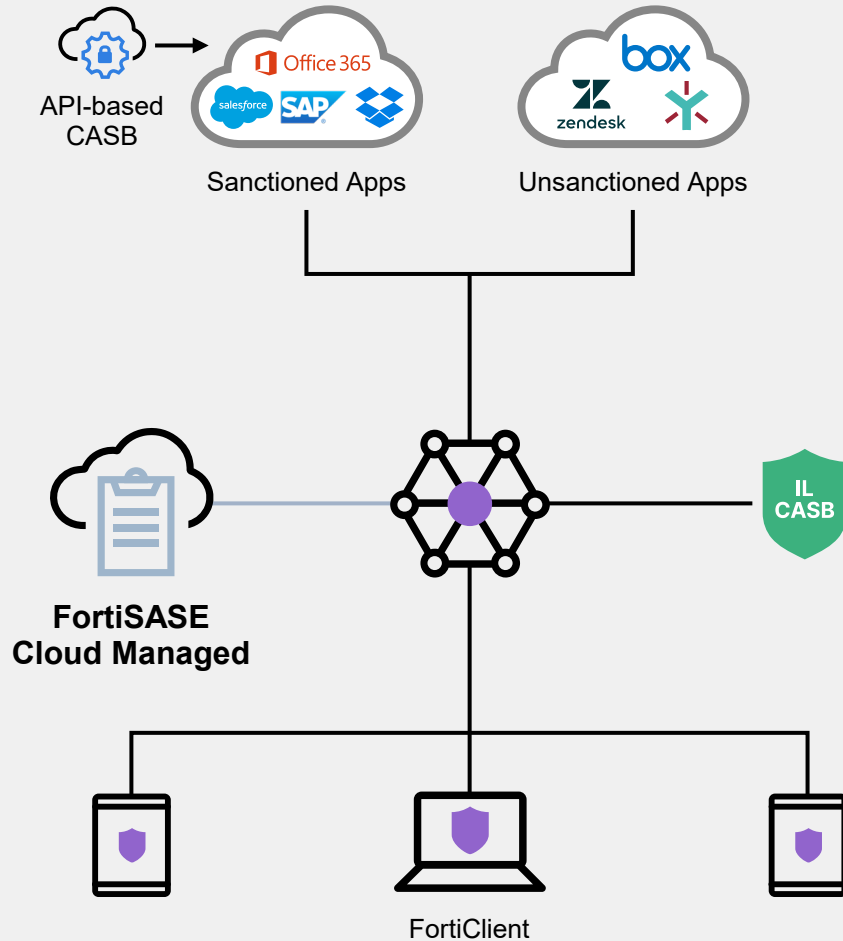 API-based
CASB
Office 365
salesforce
SAP
Sanctioned Apps
box
zendesk
Unsanctioned Apps
FortiSASE
Cloud Managed
IL
CASB
FortiClient